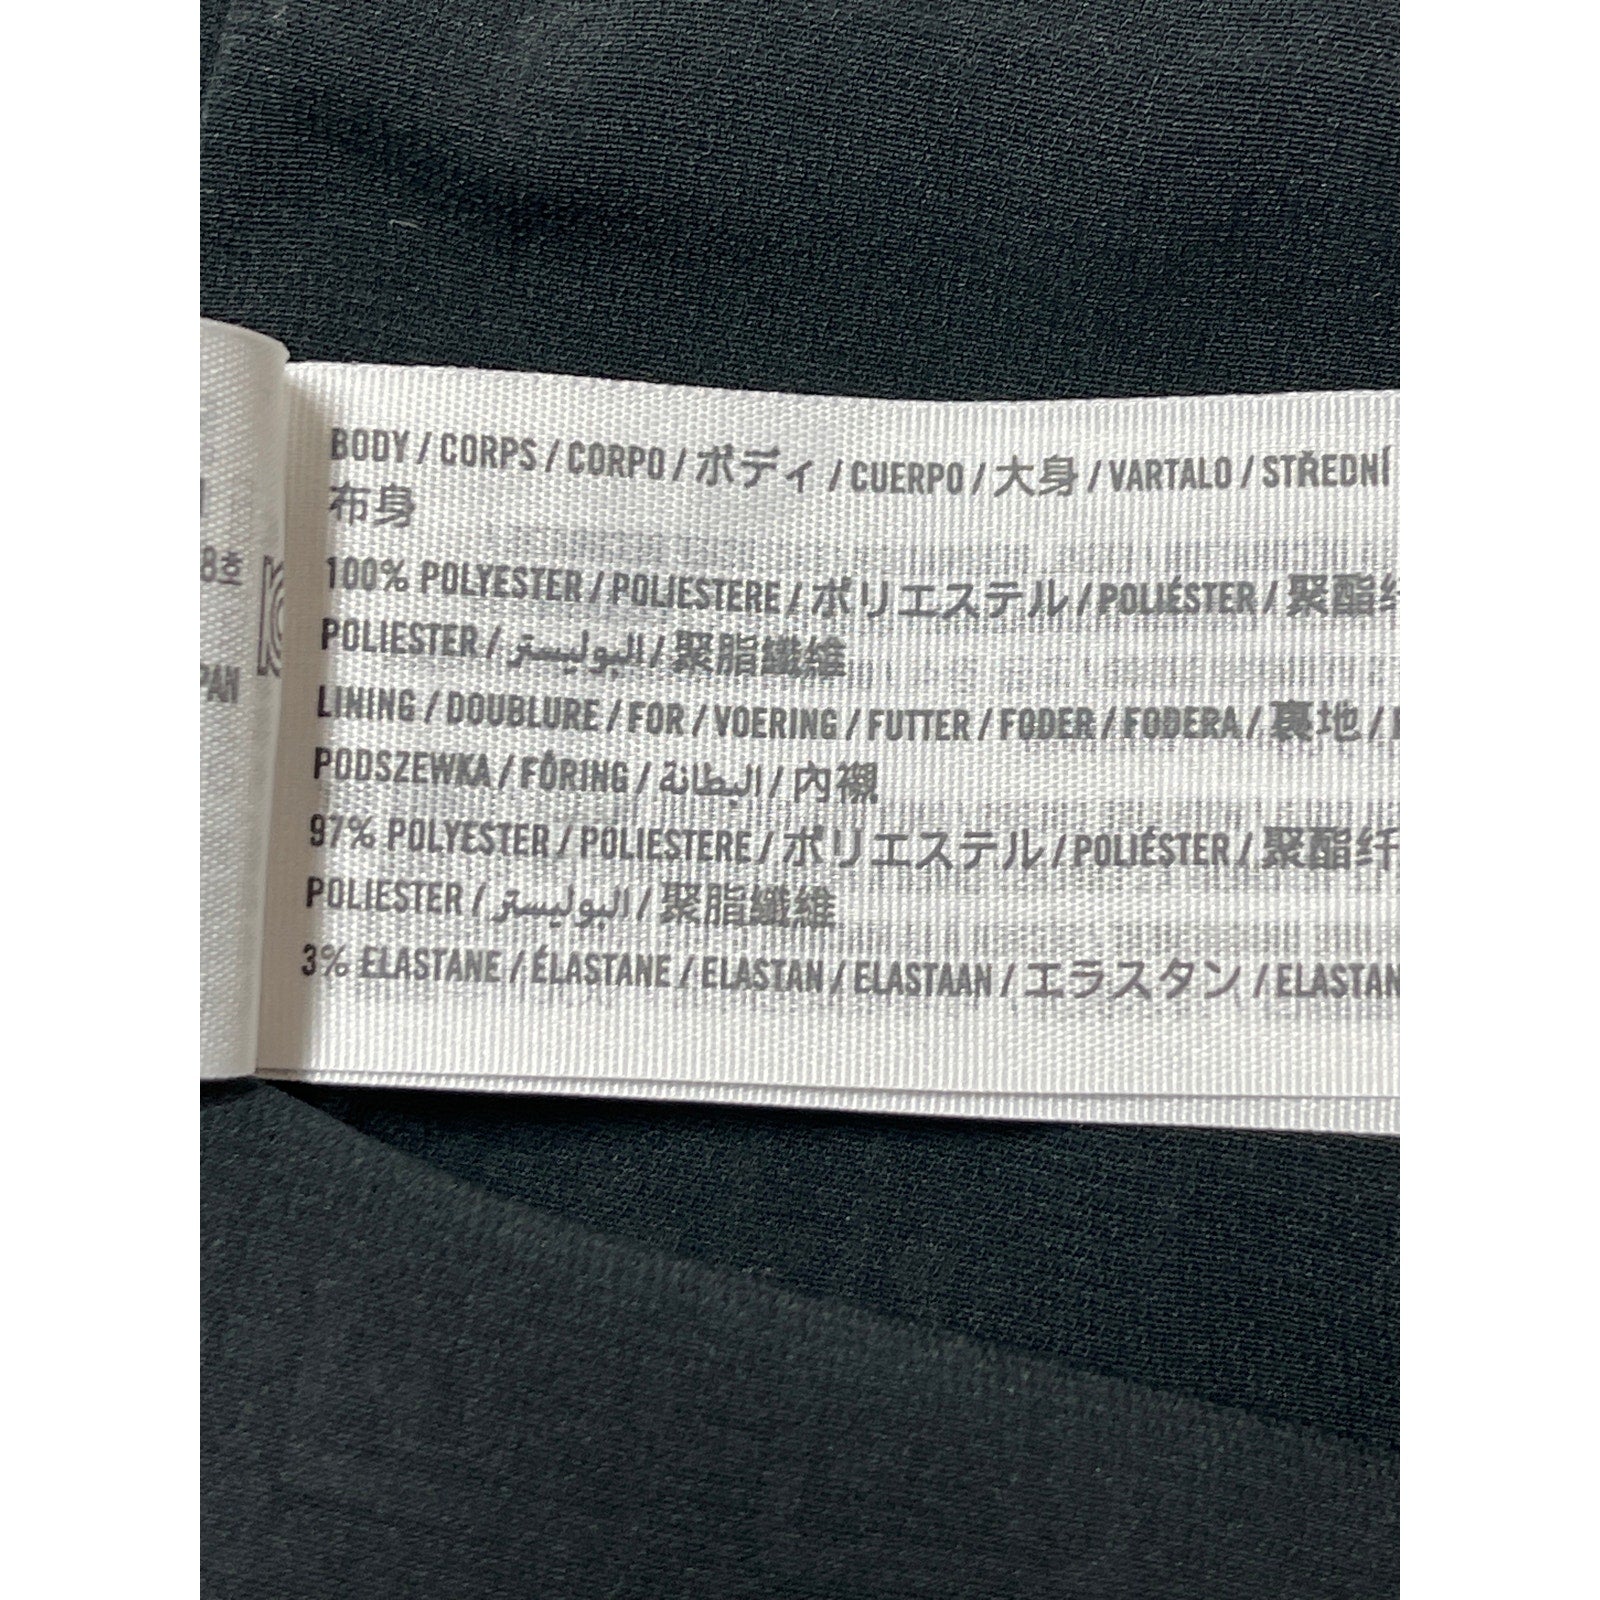 BODY / CORPS / CORPO / ボディ / CUERPO / 大身 / VARTALO / STŘEDNÍ
布身
100% POLYESTER / POLIESTERE / ポリエステル / POLIÉSTER / 聚酯纤
POLIESTER / البوليستر / 聚脂纖維
LINING / DOUBLURE / FOR / VOERING / FUTTER / FODER / FODERA / 裏地 /
PODSZEWKA / FÔRING / البطانة / 內襯
97% POLYESTER / POLIESTERE / ポリエステル / POLIÉSTER / 聚酯纤
POLIESTER / البوليستر / 聚脂纖維
3% ELASTANE / ÉLASTANE / ELASTAN / ELASTAAN / エラスタン / ELASTAN
8호
PAN